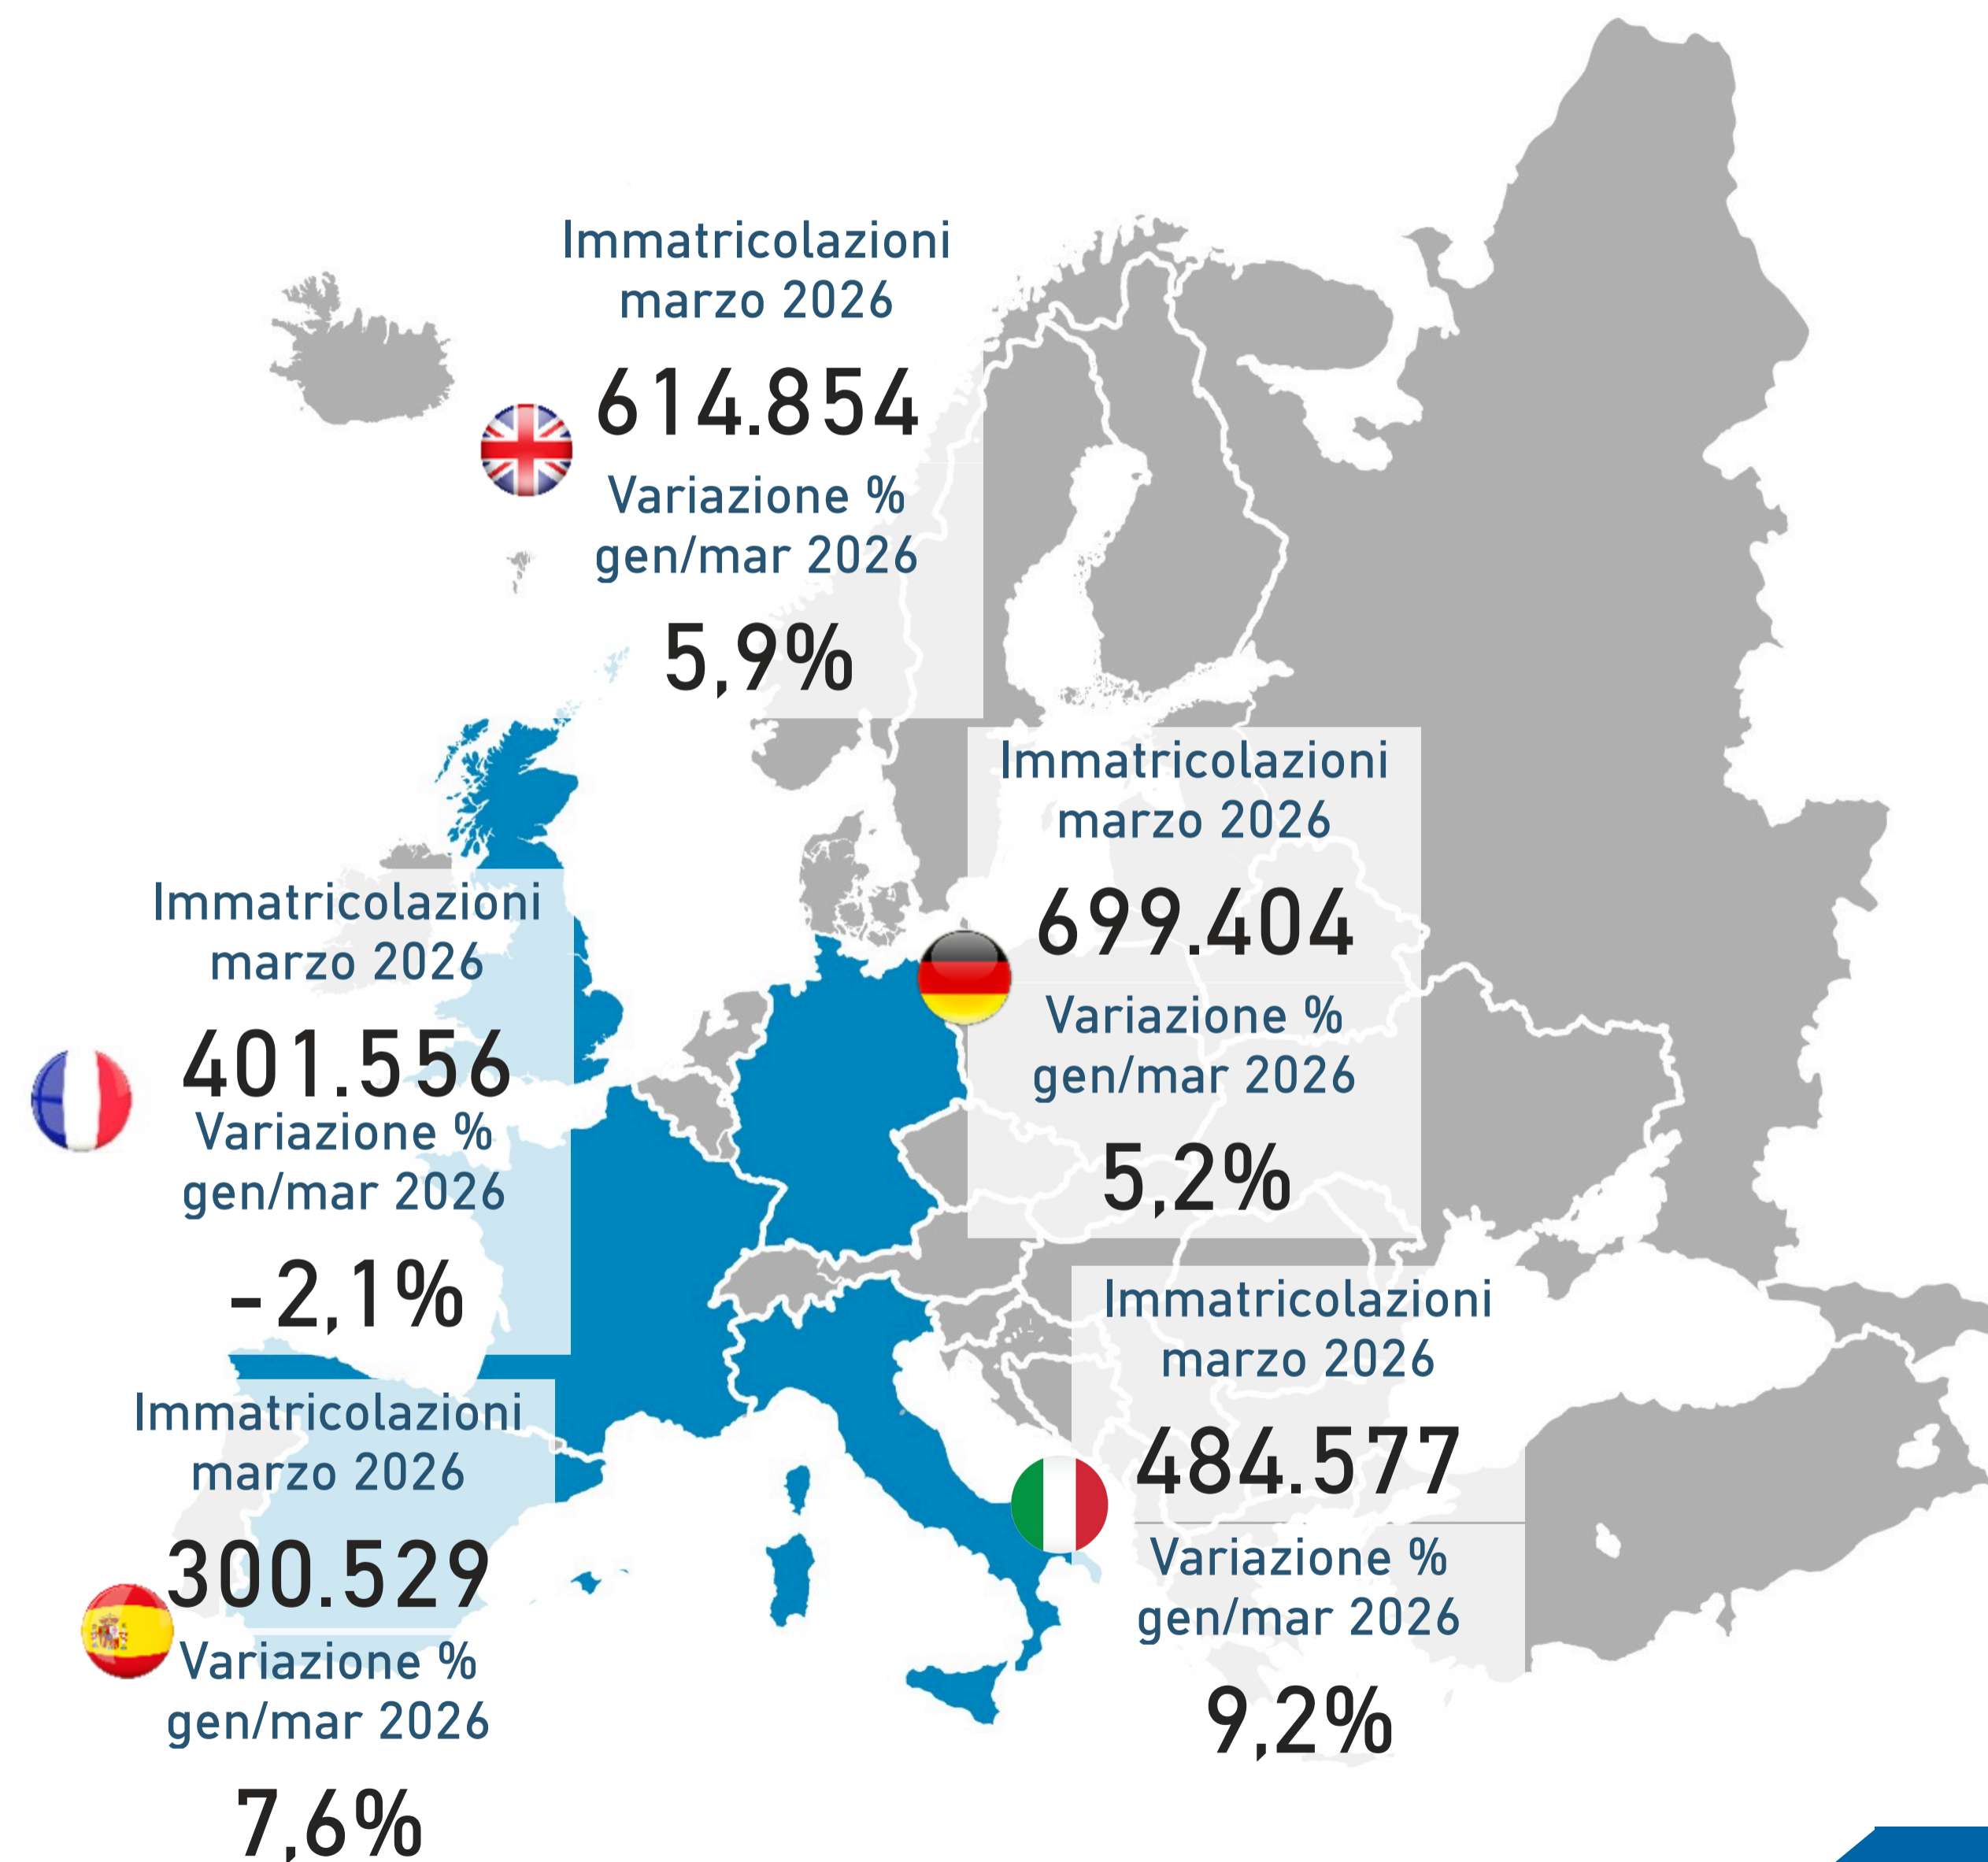 Immatricolazioni
marzo 2026
614.854
Variazione %
gen/mar 2026
5,9%
Immatricolazioni
marzo 2026
699.404
Variazione %
gen/mar 2026
5,2%
Immatricolazioni
marzo 2026
401.556
Variazione %
gen/mar 2026
-2,1%
Immatricolazioni
marzo 2026
484.577
Variazione %
gen/mar 2026
9,2%
Immatricolazioni
marzo 2026
300.529
Variazione %
gen/mar 2026
7,6%